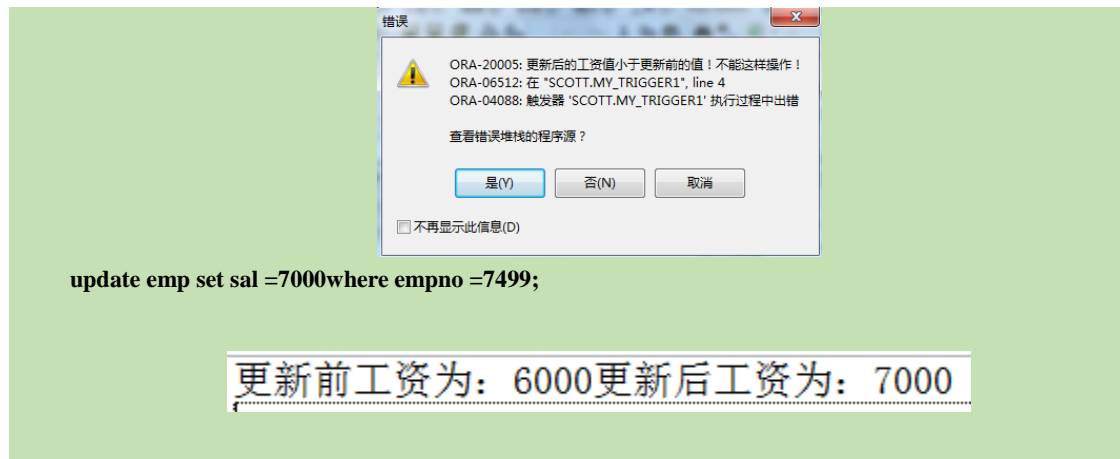 错误
ORA-20005: 更新后的工资值小于更新前的值！不能这样操作！
ORA-06512: 在 "SCOTT.MY_TRIGGER1", line 4
ORA-04088: 触发器 'SCOTT.MY_TRIGGER1' 执行过程中出错
查看错误堆栈的程序源？
是(Y) 否(N) 取消
不再显示此信息(D)
update emp set sal =7000where empno =7499;
更新前工资为：6000更新后工资为：7000